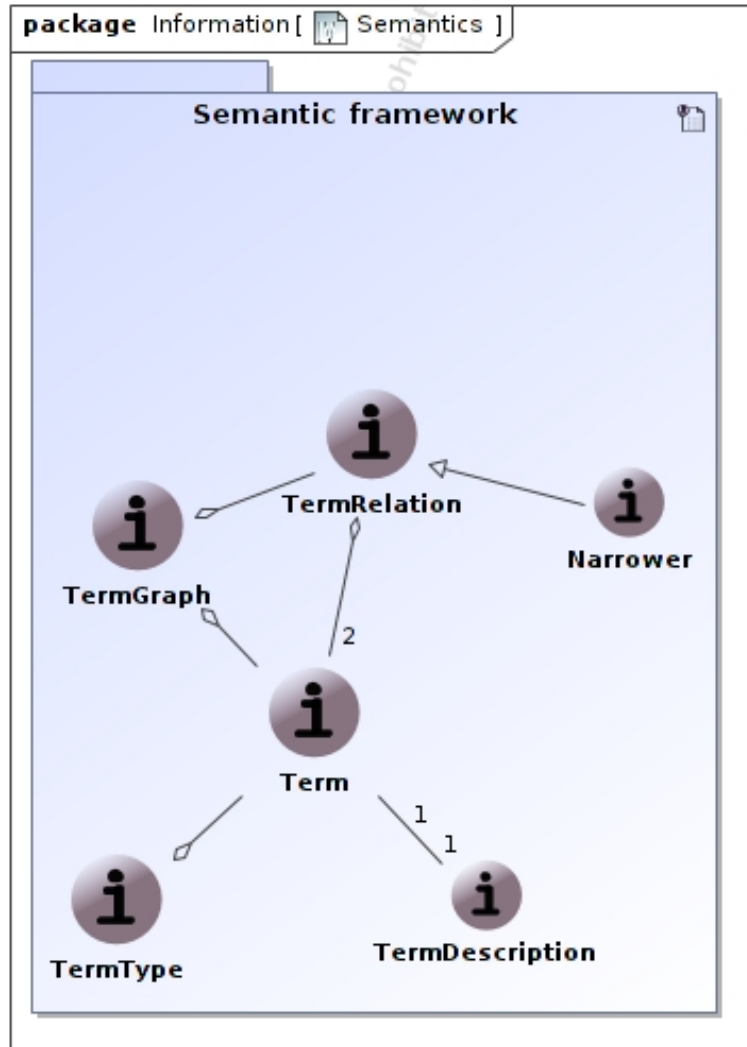 package Information [ Semantics ]
Semantic framework
TermRelation
Narrower
TermGraph
2
Term
1
1
TermDescription
TermType